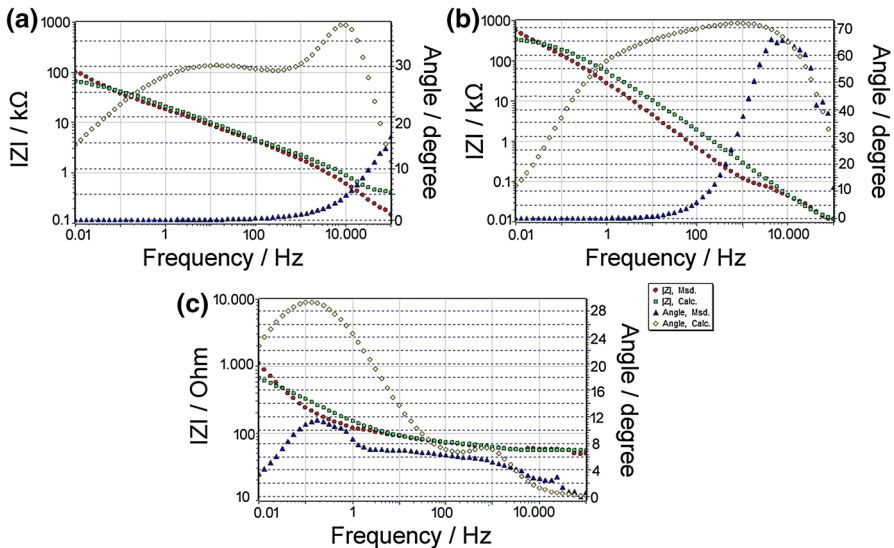 (a)
1000
100
10
1
0.1
|Z| / kΩ
30
20
10
0
Angle / degree
0.01
1
100
10.000
Frequency / Hz
(b)
1000
100
10
1
0.1
0.01
|Z| / kΩ
70
60
50
40
30
20
10
0
Angle / degree
0.01
1
100
10.000
Frequency / Hz
(c)
10.000
1.000
100
10
|Z| / Ohm
28
24
20
16
12
8
4
0
Angle / degree
0.01
1
100
10.000
Frequency / Hz
|Z|, Msd.
|Z|, Calc.
Angle, Msd.
Angle, Calc.